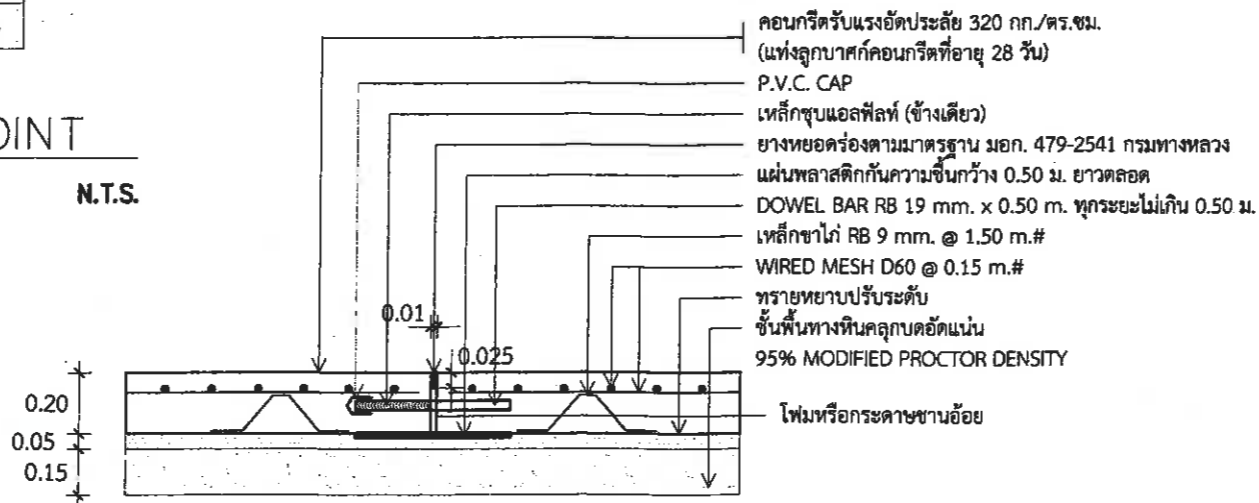 คอนกรีตรับแรงอัดประลัย 320 กก./ตร.ซม.
(แท่งลูกบาศก์คอนกรีตที่อายุ 28 วัน)
P.V.C. CAP
เหล็กชุบแอสฟัลท์ (ข้างเดียว)
OINT
ยางหยอดร่องตามมาตรฐาน มอก. 479-2541 กรมทางหลวง
แผ่นพลาสติกกันความชื้นกว้าง 0.50 ม. ยาวตลอด
N.T.S.
DOWEL BAR RB 19 mm. x 0.50 m. ทุกระยะไม่เกิน 0.50 ม.
เหล็กขาไก่ RB 9 mm. @ 1.50 m.#
WIRED MESH D60 @ 0.15 m.#
ทรายหยาบปรับระดับ
0.01
ชั้นพื้นทางหินคลุกบดอัดแน่น
0.025
95% MODIFIED PROCTOR DENSITY
0.20
โฟมหรือกระดาษชานอ้อย
0.05
0.15